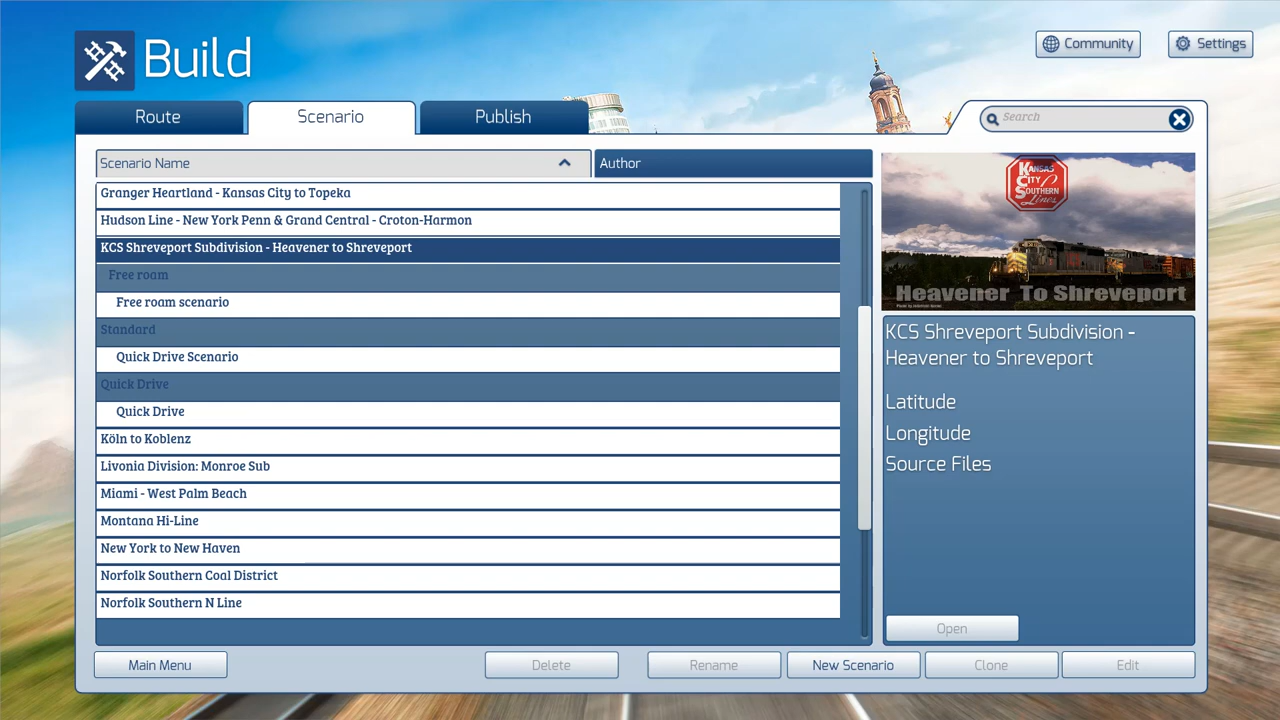 Build
Community
Settings
Route
Scenario
Publish
Search
Scenario Name
Author
Granger Heartland - Kansas City to Topeka
Hudson Line - New York Penn & Grand Central - Croton-Harmon
KCS Shreveport Subdivision - Heavener to Shreveport
Free roam
Free roam scenario
Standard
Quick Drive Scenario
Quick Drive
Quick Drive
Köln to Koblenz
Livonia Division: Monroe Sub
Miami - West Palm Beach
Montana Hi-Line
New York to New Haven
Norfolk Southern Coal District
Norfolk Southern N Line
KANSAS
CITY
SOUTHERN
Lines
Heavener To Shreveport
KCS Shreveport Subdivision -
Heavener to Shreveport
Latitude
Longitude
Source Files
Open
Main Menu
Delete
Rename
New Scenario
Clone
Edit